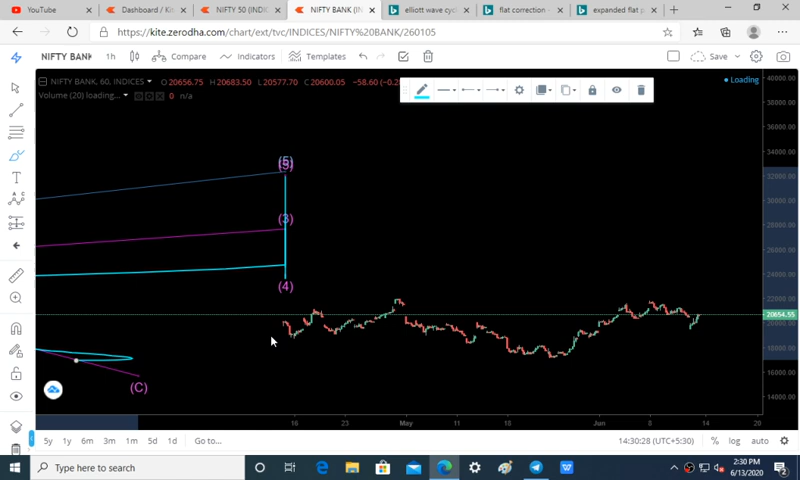 YouTube
Dashboard / Kit
NIFTY 50 (INDIC
NIFTY BANK (IN
elliott wave cycl
flat correction -
expanded flat p
https://kite.zerodha.com/chart/ext/tvc/INDICES/NIFTY%20BANK/260105
NIFTY BANK
1h
Compare
Indicators
Templates
Save
NIFTY BANK, 60, INDICES
O 20656.75 H 20683.50 L 20577.70 C 20600.05 −58.60 (−0.2
Loading
Volume (20) loading...
0 n/a
40000.00
38000.00
36000.00
34000.00
32000.00
30000.00
28000.00
26000.00
24000.00
22000.00
20654.55
20000.00
18000.00
16000.00
14000.00
(5)
(3)
(4)
(C)
16
23
May
11
18
Jun
8
14
20
5y
1y
6m
3m
1m
5d
1d
Go to...
14:30:28 (UTC+5:30)
%
log
auto
Type here to search
2:30 PM
6/13/2020
2